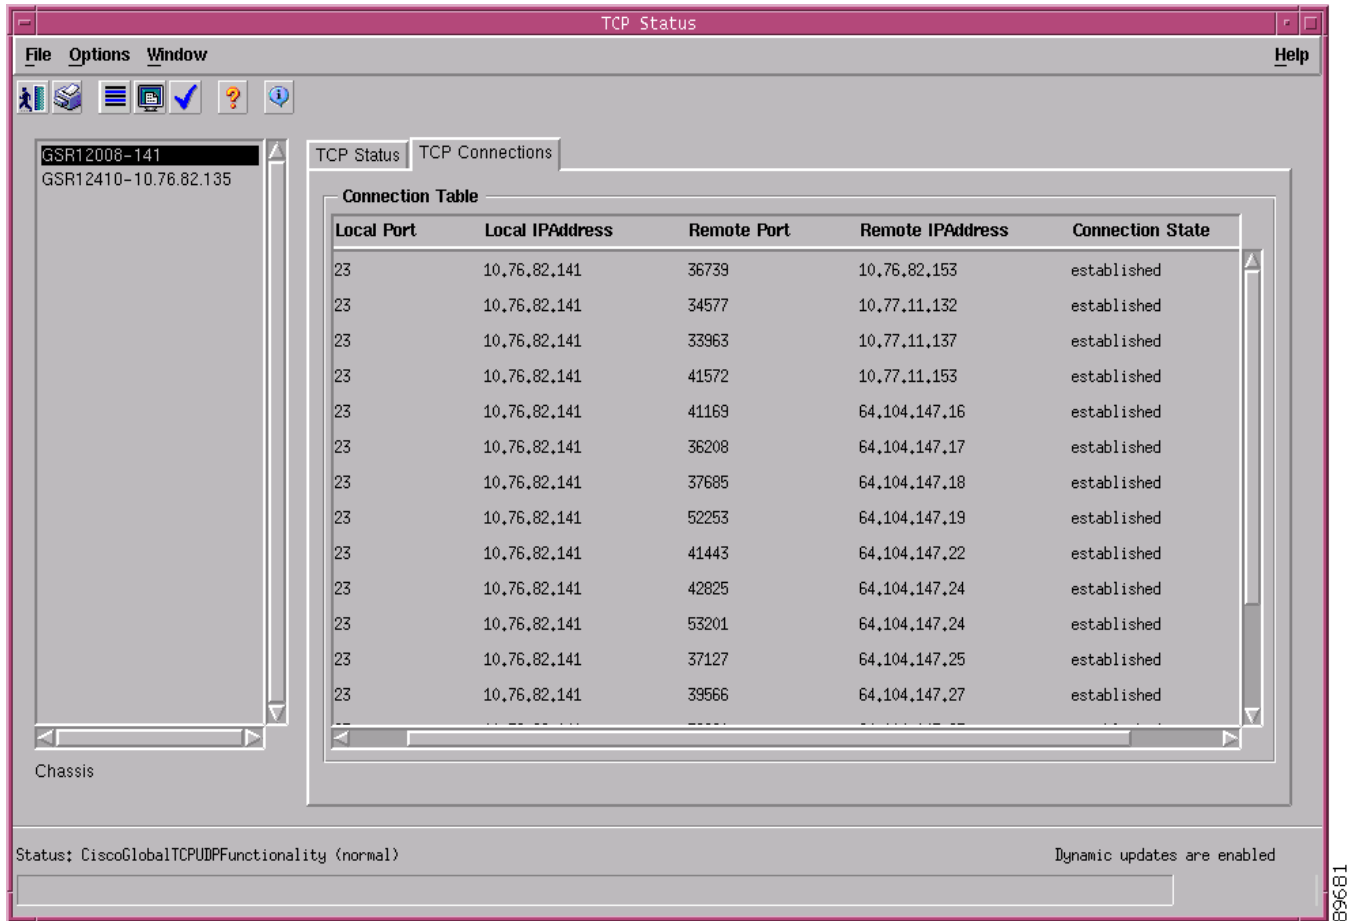 TCP Status
File Options Window Help
GSR12008-141
GSR12410-10.76.82.135
Chassis
TCP Status TCP Connections
Connection Table
Local Port Local IPAddress Remote Port Remote IPAddress Connection State
23 10.76.82.141 36739 10.76.82.153 established
23 10.76.82.141 34577 10.77.11.132 established
23 10.76.82.141 33963 10.77.11.137 established
23 10.76.82.141 41572 10.77.11.153 established
23 10.76.82.141 41169 64.104.147.16 established
23 10.76.82.141 36208 64.104.147.17 established
23 10.76.82.141 37685 64.104.147.18 established
23 10.76.82.141 52253 64.104.147.19 established
23 10.76.82.141 41443 64.104.147.22 established
23 10.76.82.141 42825 64.104.147.24 established
23 10.76.82.141 53201 64.104.147.24 established
23 10.76.82.141 37127 64.104.147.25 established
23 10.76.82.141 39566 64.104.147.27 established
Status: CiscoGlobalTCPUDPFunctionality (normal) Dynamic updates are enabled
89681